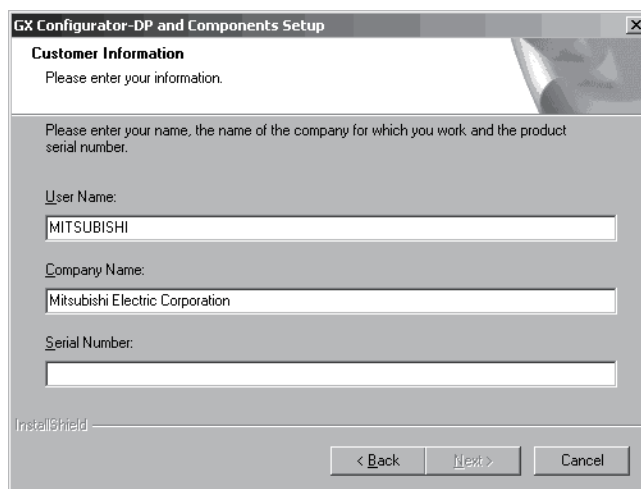 GX Configurator-DP and Components Setup
Customer Information
Please enter your information.
Please enter your name, the name of the company for which you work and the product
serial number.
User Name:
MITSUBISHI
Company Name:
Mitsubishi Electric Corporation
Serial Number:
InstallShield
< Back Next > Cancel